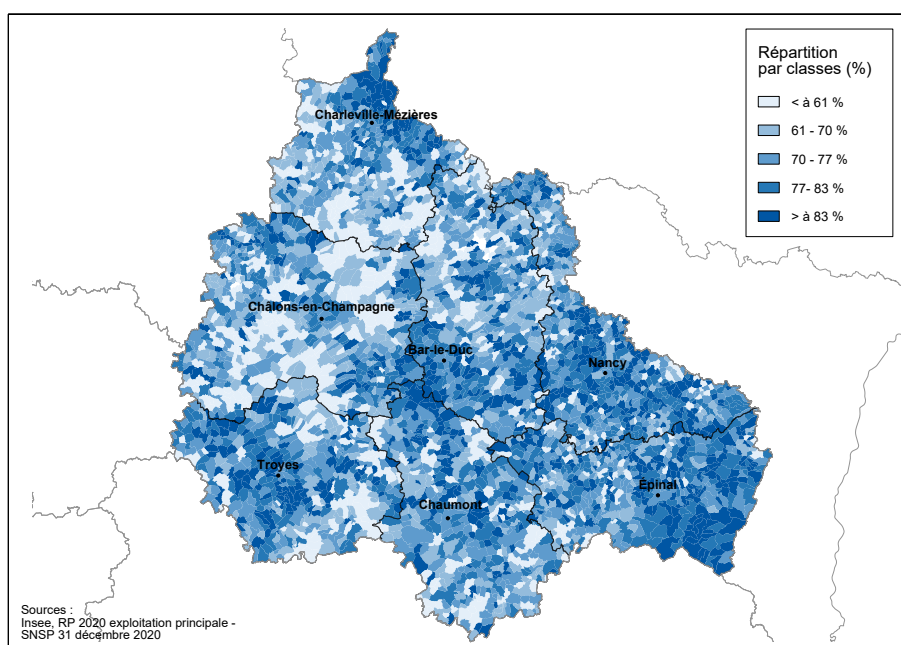 Répartition
par classes (%)
< à 61 %
61 - 70 %
70 - 77 %
77- 83 %
> à 83 %
Charleville-Mézières
Châlons-en-Champagne
Bar-le-Duc
Nancy
Troyes
Épinal
Chaumont
Sources :
Insee, RP 2020 exploitation principale -
SNSP 31 décembre 2020